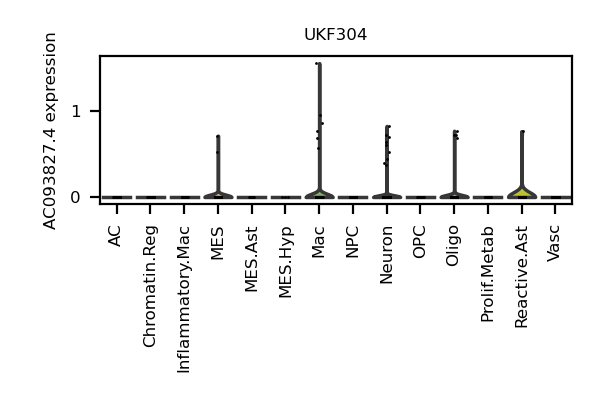 UKF304
AC093827.4 expression
1
0
AC
Chromatin.Reg
Inflammatory.Mac
MES
MES.Ast
MES.Hyp
Mac
NPC
Neuron
OPC
Oligo
Prolif.Metab
Reactive.Ast
Vasc